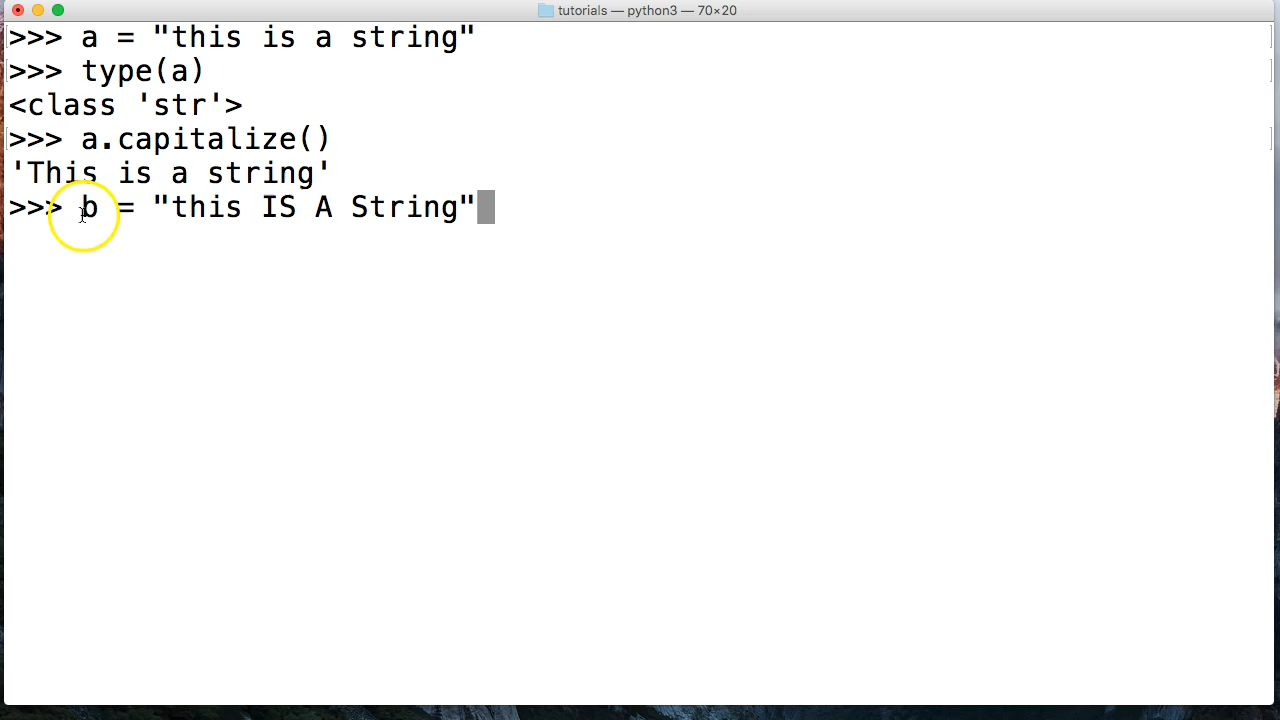 tutorials — python3 — 70×20
>>> a = "this is a string"
>>> type(a)
<class 'str'>
>>> a.capitalize()
'This is a string'
>>> b = "this IS A String"